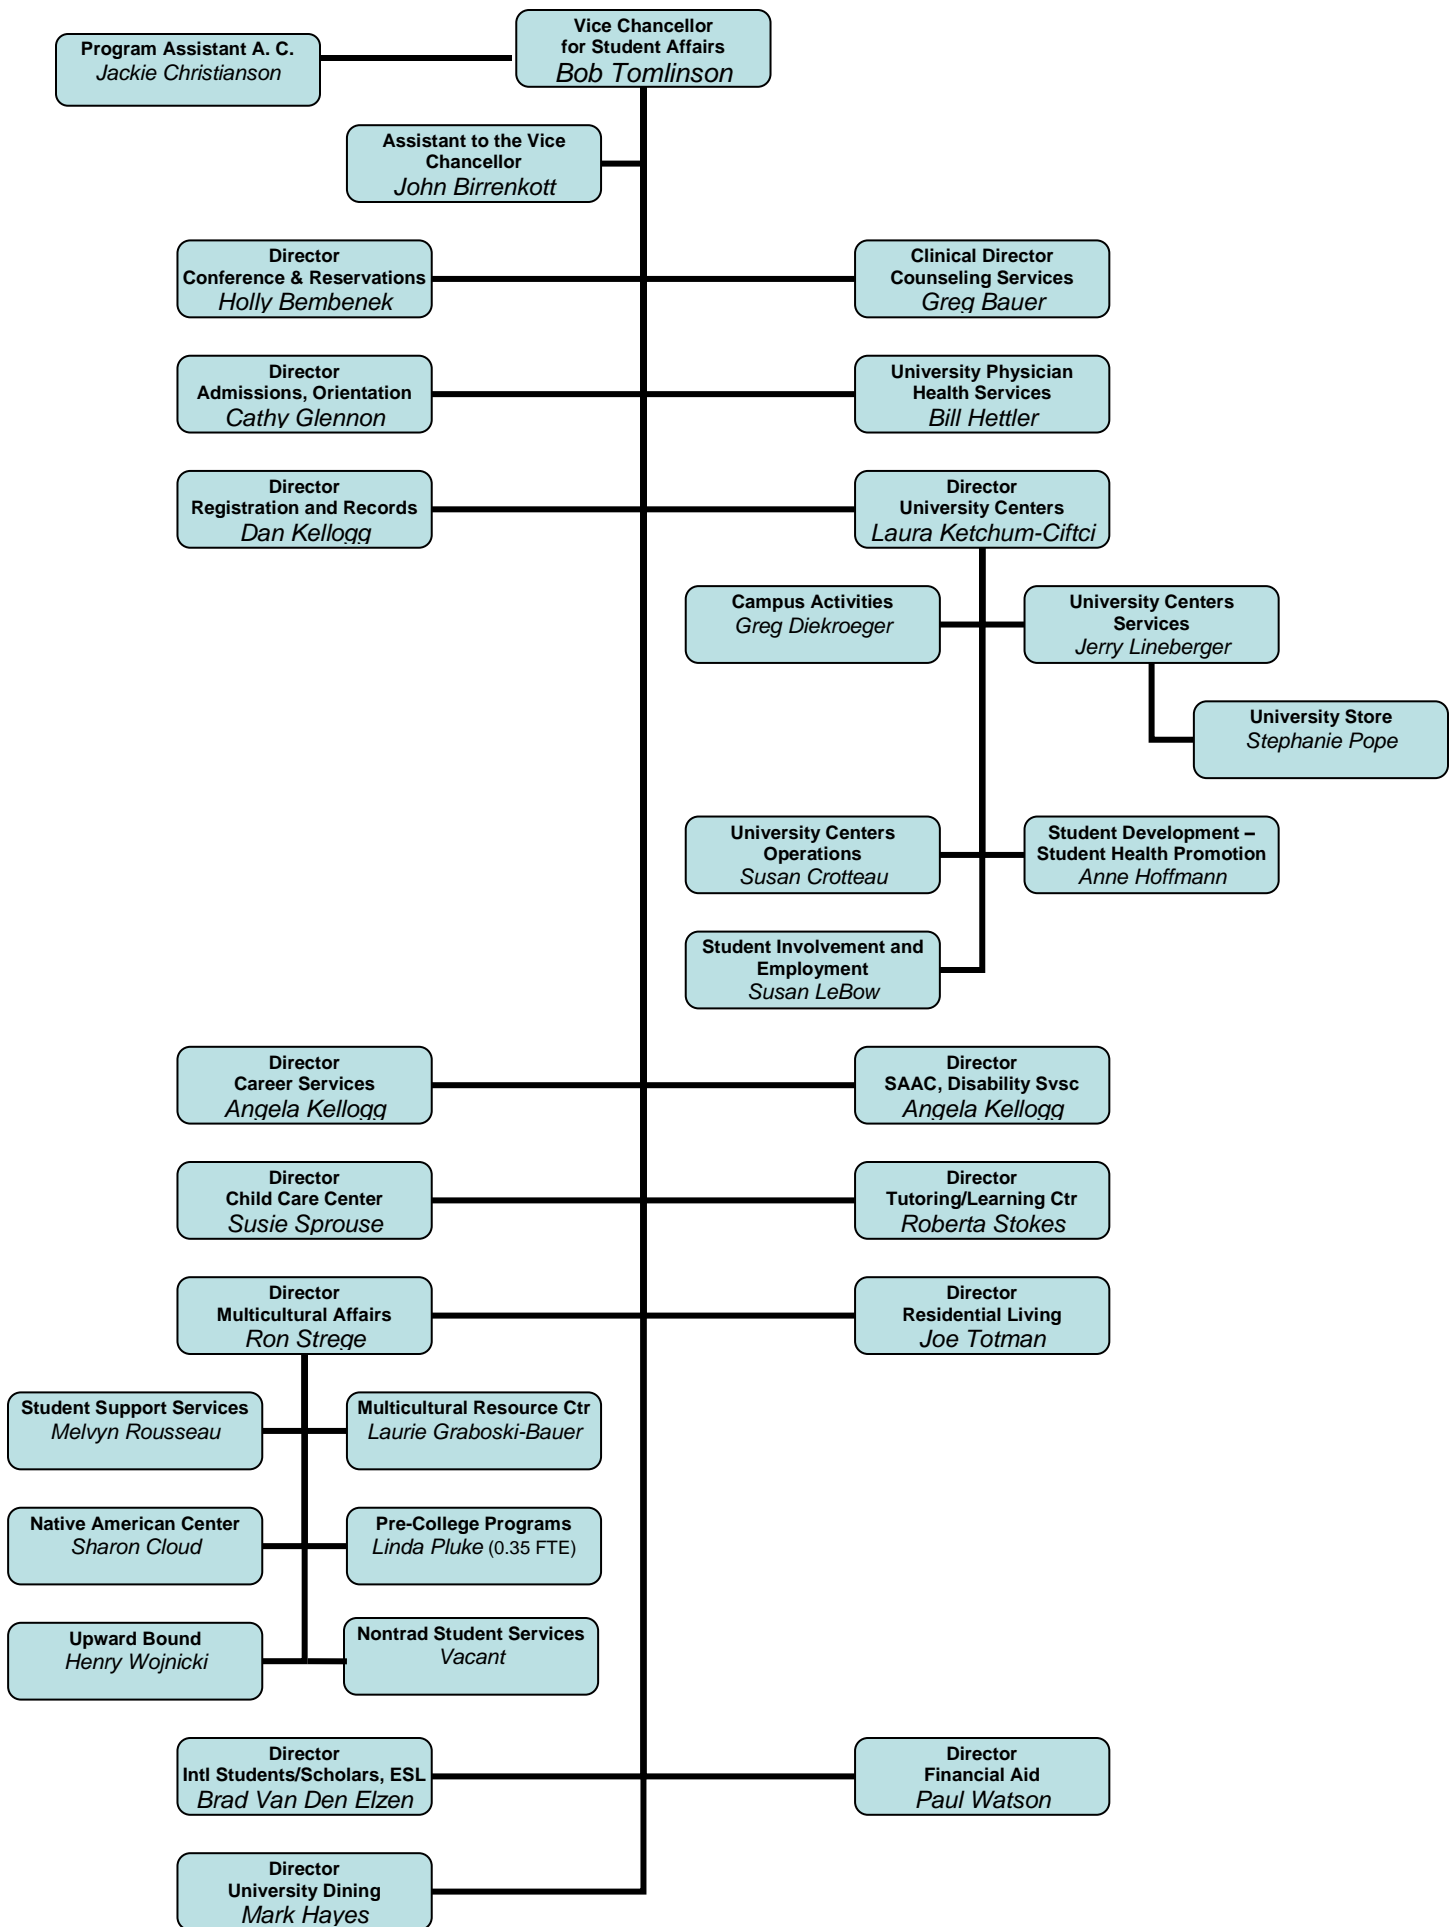 Vice Chancellor
for Student Affairs
Bob Tomlinson
Program Assistant A. C.
Jackie Christianson
Assistant to the Vice
Chancellor
John Birrenkott
Director
Conference & Reservations
Holly Bembenek
Clinical Director
Counseling Services
Greg Bauer
Director
Admissions, Orientation
Cathy Glennon
University Physician
Health Services
Bill Hettler
Director
Registration and Records
Dan Kellogg
Director
University Centers
Laura Ketchum-Ciftci
Campus Activities
Greg Diekroeger
University Centers
Services
Jerry Lineberger
University Store
Stephanie Pope
University Centers
Operations
Susan Crotteau
Student Development –
Student Health Promotion
Anne Hoffmann
Student Involvement and
Employment
Susan LeBow
Director
Career Services
Angela Kellogg
Director
SAAC, Disability Svsc
Angela Kellogg
Director
Child Care Center
Susie Sprouse
Director
Tutoring/Learning Ctr
Roberta Stokes
Director
Multicultural Affairs
Ron Strege
Director
Residential Living
Joe Totman
Student Support Services
Melvyn Rousseau
Multicultural Resource Ctr
Laurie Graboski-Bauer
Native American Center
Sharon Cloud
Pre-College Programs
Linda Pluke (0.35 FTE)
Upward Bound
Henry Wojnicki
Nontrad Student Services
Vacant
Director
Intl Students/Scholars, ESL
Brad Van Den Elzen
Director
Financial Aid
Paul Watson
Director
University Dining
Mark Hayes